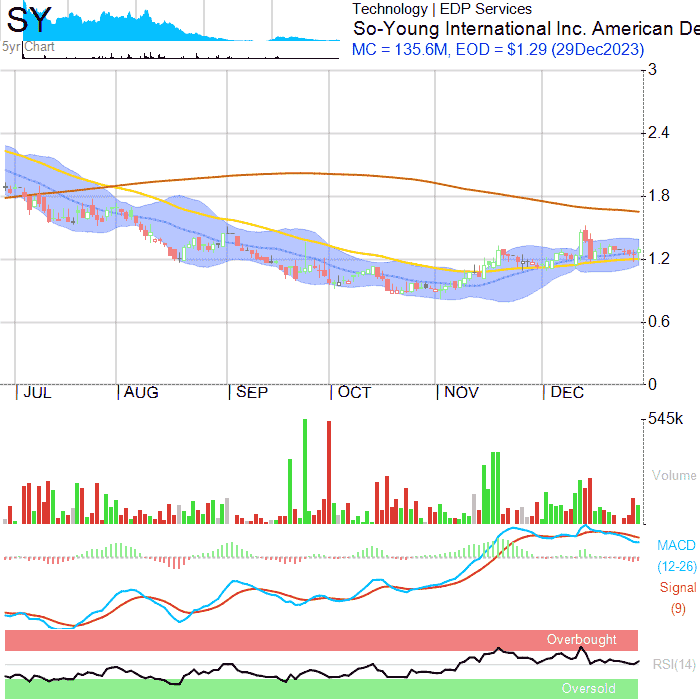 SY
5yr Chart
Technology | EDP Services
So-Young International Inc. American De
MC = 135.6M, EOD = $1.29 (29Dec2023)
3
2.4
1.8
1.2
0.6
0
JUL AUG SEP OCT NOV DEC
545k
Volume
MACD
(12-26)
Signal
(9)
Overbought
RSI(14)
Oversold